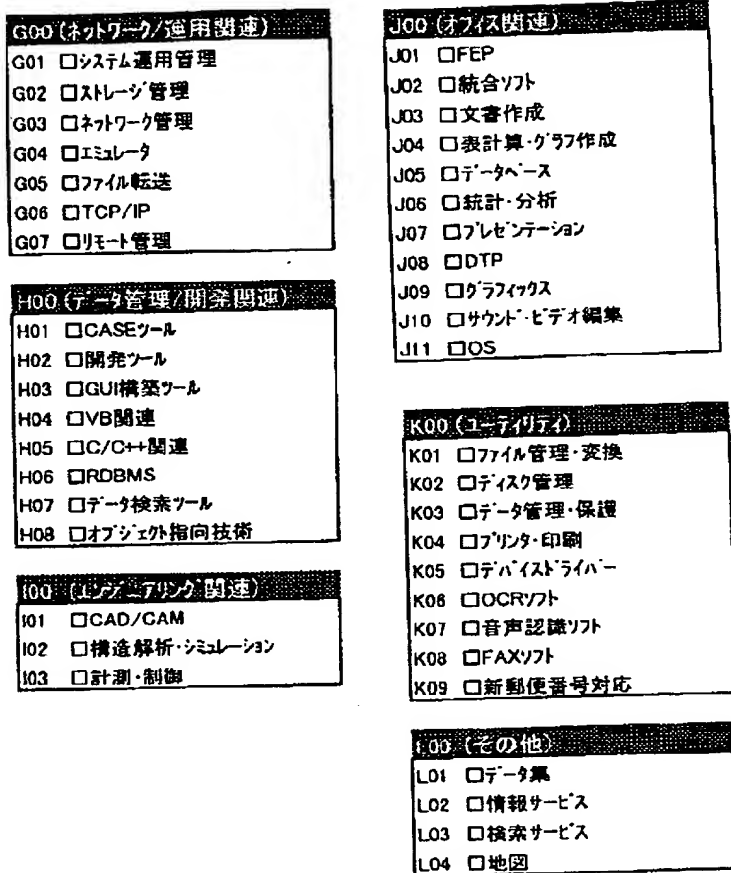 G00 (ネットワーク/運用関連)
G01 □システム運用管理
G02 □ストレージ管理
G03 □ネットワーク管理
G04 □エミュレータ
G05 □ファイル転送
G06 □TCP/IP
G07 □リモート管理
H00 (データ管理/開発関連)
H01 □CASEツール
H02 □開発ツール
H03 □GUI構築ツール
H04 □VB関連
H05 □C/C++関連
H06 □RDBMS
H07 □データ検索ツール
H08 □オブジェクト指向技術
I00 (エンジニアリング関連)
I01 □CAD/CAM
I02 □構造解析・シミュレーション
I03 □計測・制御
J00 (オフィス関連)
J01 □FEP
J02 □統合ソフト
J03 □文書作成
J04 □表計算・グラフ作成
J05 □データベース
J06 □統計・分析
J07 □プレゼンテーション
J08 □DTP
J09 □グラフィックス
J10 □サウンド・ビデオ編集
J11 □OS
K00 (ユーティリティ)
K01 □ファイル管理・変換
K02 □ディスク管理
K03 □データ管理・保護
K04 □プリンタ・印刷
K05 □デバイスドライバー
K06 □OCRソフト
K07 □音声認識ソフト
K08 □FAXソフト
K09 □新郵便番号対応
L00 (その他)
L01 □データ集
L02 □情報サービス
L03 □検索サービス
L04 □地図